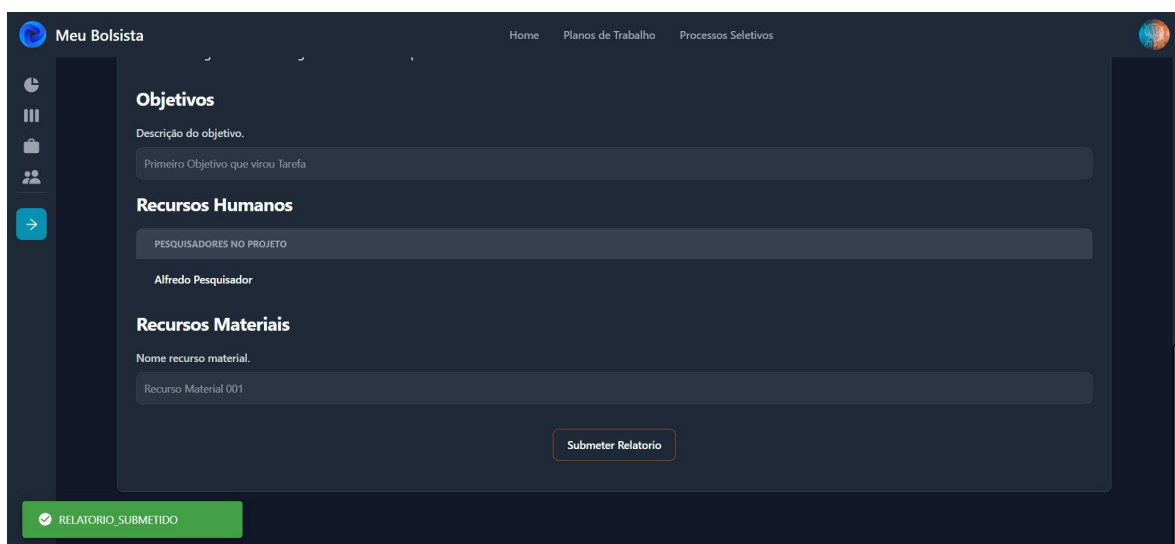 Meu Bolsista
Home Planos de Trabalho Processos Seletivos
Objetivos
Descrição do objetivo.
Primeiro Objetivo que virou Tarefa
Recursos Humanos
PESQUISADORES NO PROJETO
Alfredo Pesquisador
Recursos Materiais
Nome recurso material.
Recurso Material 001
Submeter Relatorio
RELATORIO_SUBMETIDO